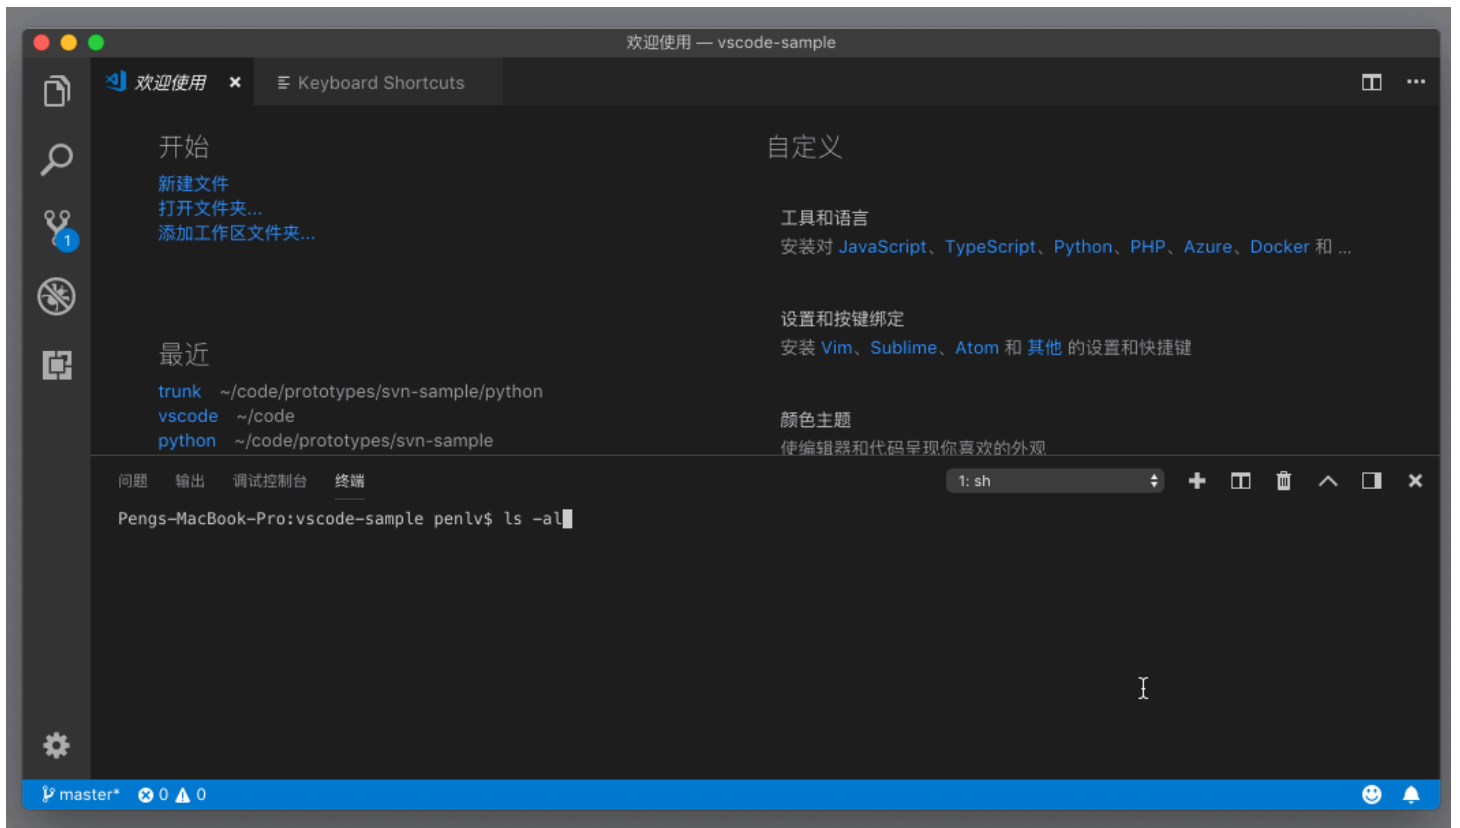 欢迎使用 — vscode-sample
欢迎使用 Keyboard Shortcuts
开始
新建文件
打开文件夹...
添加工作区文件夹...
最近
trunk ~/code/prototypes/svn-sample/python
vscode ~/code
python ~/code/prototypes/svn-sample
自定义
工具和语言
安装对 JavaScript、TypeScript、Python、PHP、Azure、Docker 和 ...
设置和按键绑定
安装 Vim、Sublime、Atom 和 其他 的设置和快捷键
颜色主题
使编辑器和代码呈现你喜欢的外观
1
问题 输出 调试控制台 终端 1: sh
Pengs-MacBook-Pro:vscode-sample penlv$ ls -al
master* 0 0